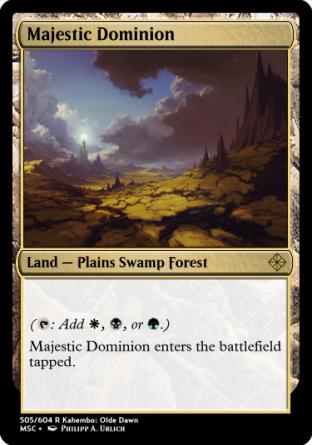 Majestic Dominion
Land — Plains Swamp Forest
(: Add , , or .)
Majestic Dominion enters the battlefield
tapped.
505/604 R Kahembo: Olde Dawn
MSC • Philipp A. Urlich